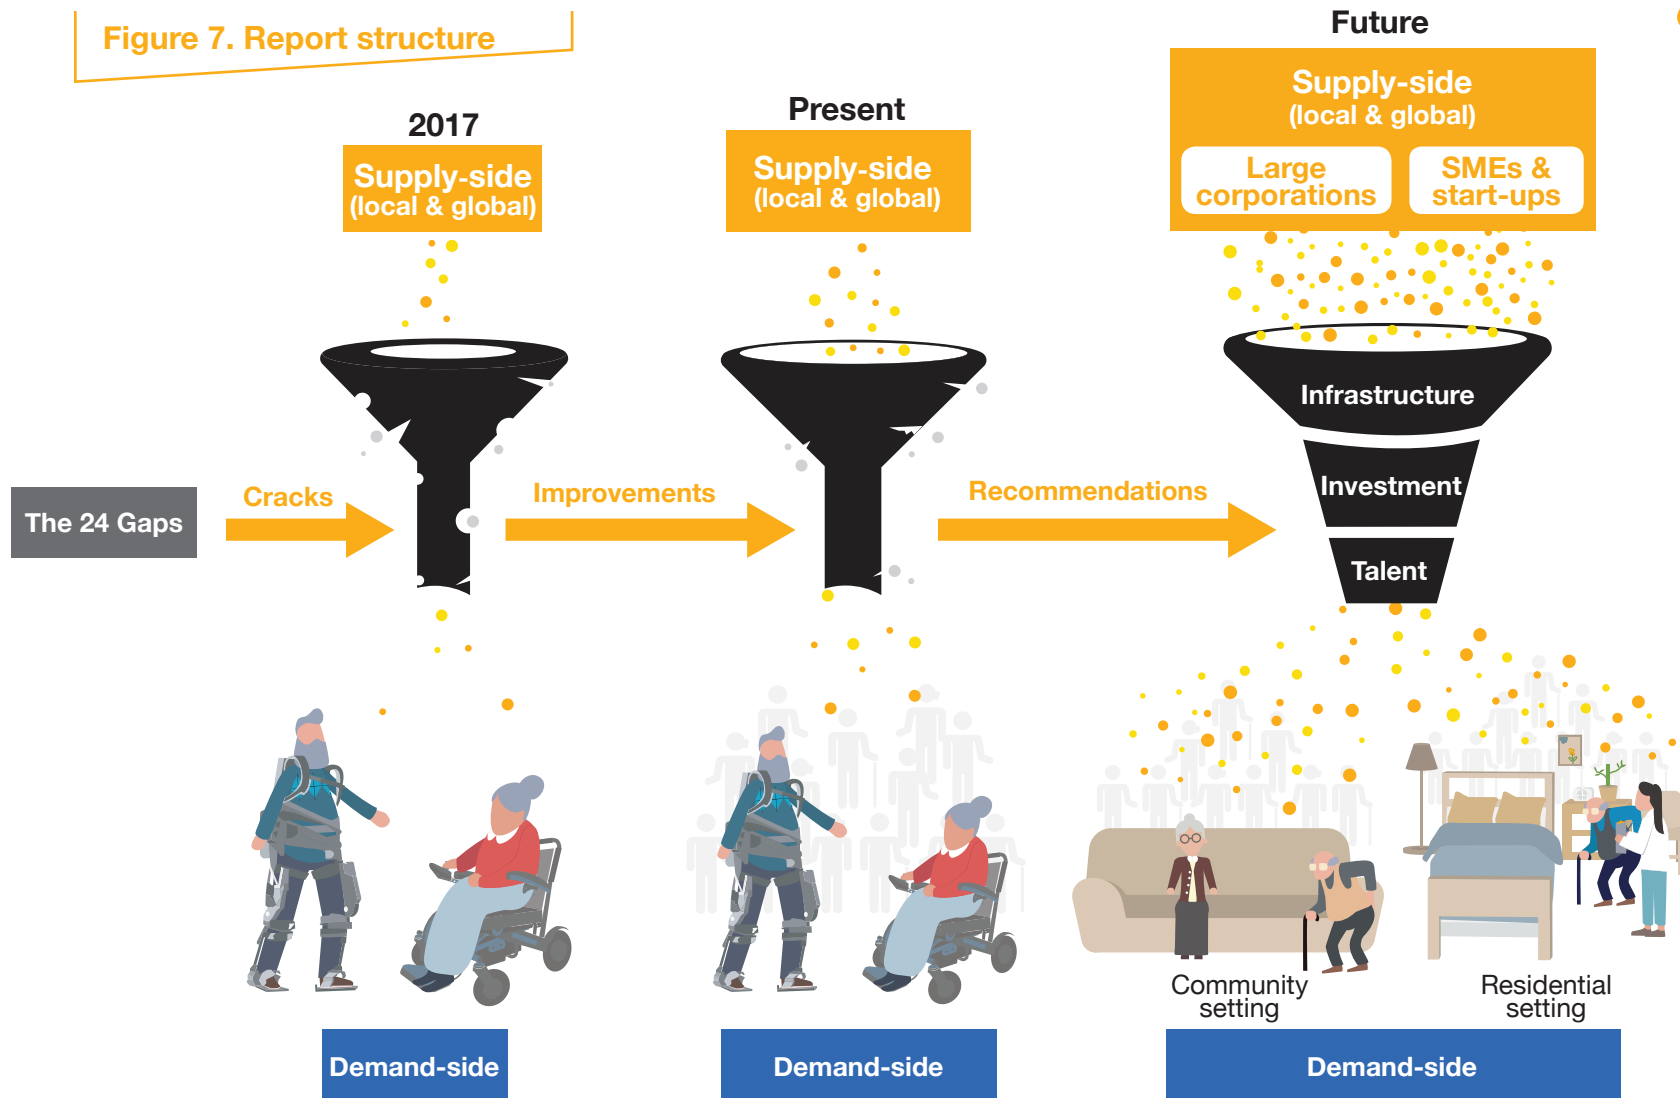 Figure 7. Report structure
2017
Supply-side
(local & global)
Present
Supply-side
(local & global)
Future
Supply-side
(local & global)
Large
corporations
SMEs &
start-ups
The 24 Gaps
Cracks
Improvements
Recommendations
Infrastructure
Investment
Talent
Community
setting
Residential
setting
Demand-side
Demand-side
Demand-side